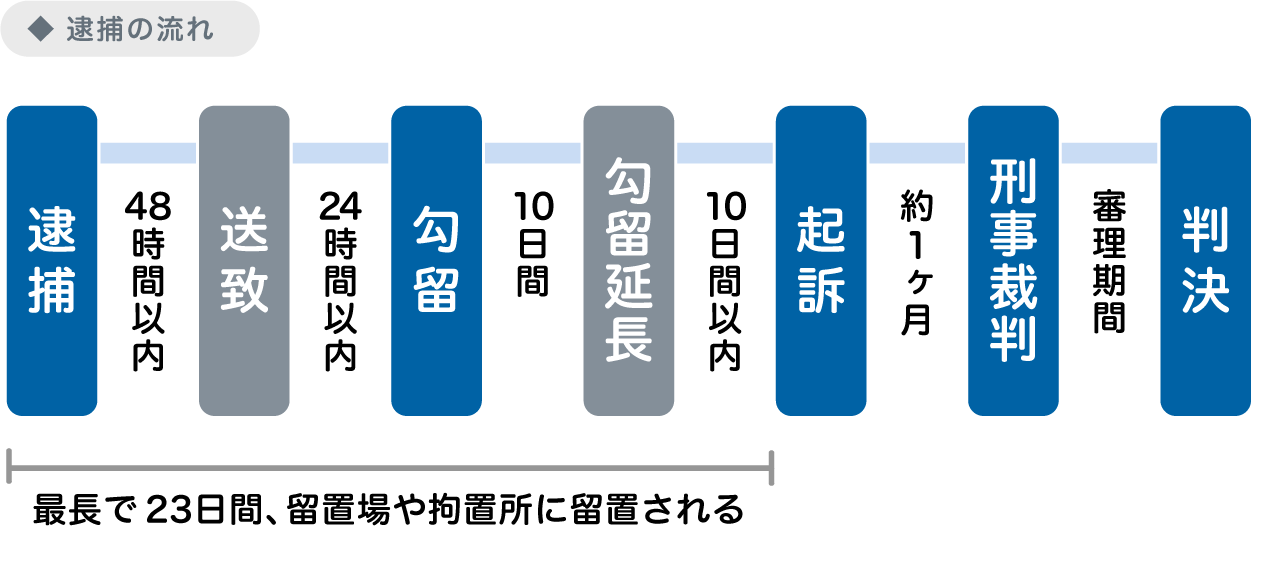 ◆ 逮捕の流れ
逮捕
48時間以内
送致
24時間以内
勾留
10日間
勾留延長
10日間以内
起訴
約1ヶ月
刑事裁判
審理期間
判決
最長で23日間、留置場や拘置所に留置される